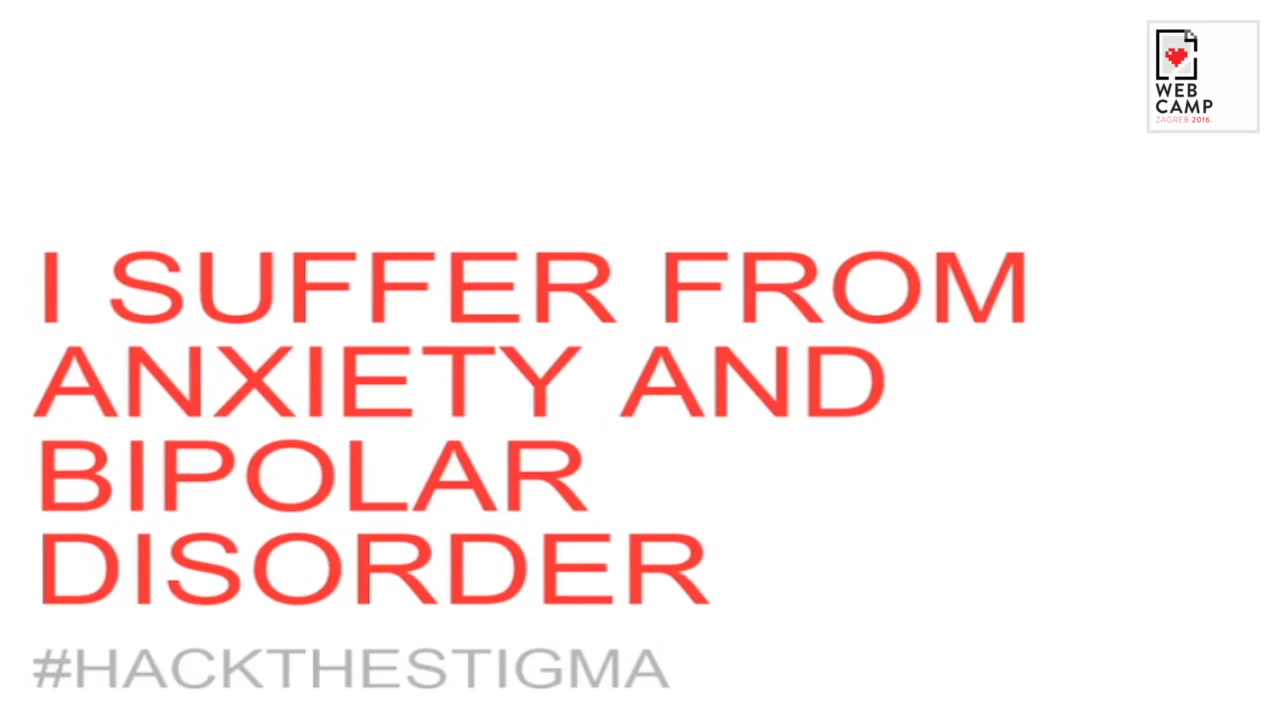 WEB
CAMP
ZAGREB 2016.
I SUFFER FROM
ANXIETY AND
BIPOLAR
DISORDER
#HACKTHESTIGMA